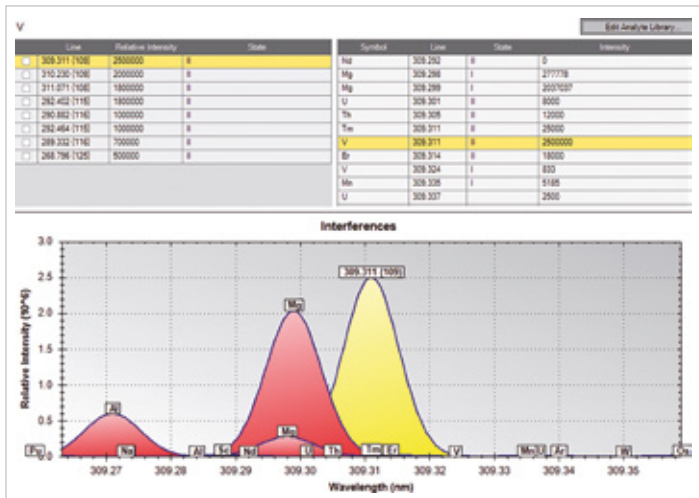 V
Edit Analyte Library...
Line Relative Intensity State
309.311 (109) 2500000 II
310.230 (108) 2000000 II
311.071 (108) 1800000 II
292.402 (115) 1800000 II
290.882 (116) 1000000 II
292.464 (115) 1000000 II
289.332 (116) 700000 II
268.796 (125) 500000 II
Symbol Line State Intensity
Nd 309.292 II 0
Mg 309.298 I 277778
Mg 309.299 I 2037037
U 309.301 II 8000
Th 309.305 II 12000
Tm 309.311 II 25000
V 309.311 II 2500000
Er 309.314 II 18000
V 309.324 I 833
Mn 309.335 I 5185
U 309.337 2500
Interferences
3.0
2.5
2.0
1.5
1.0
0.5
0.0
Relative Intensity (10^6)
309.311 (109)
Mg
Al
Mg
Na
Al
Sc
Nd
U
Th
Tm
Er
V
Mn
U
Ar
W
309.27 309.28 309.29 309.30 309.31 309.32 309.33 309.34 309.35
Wavelength (nm)